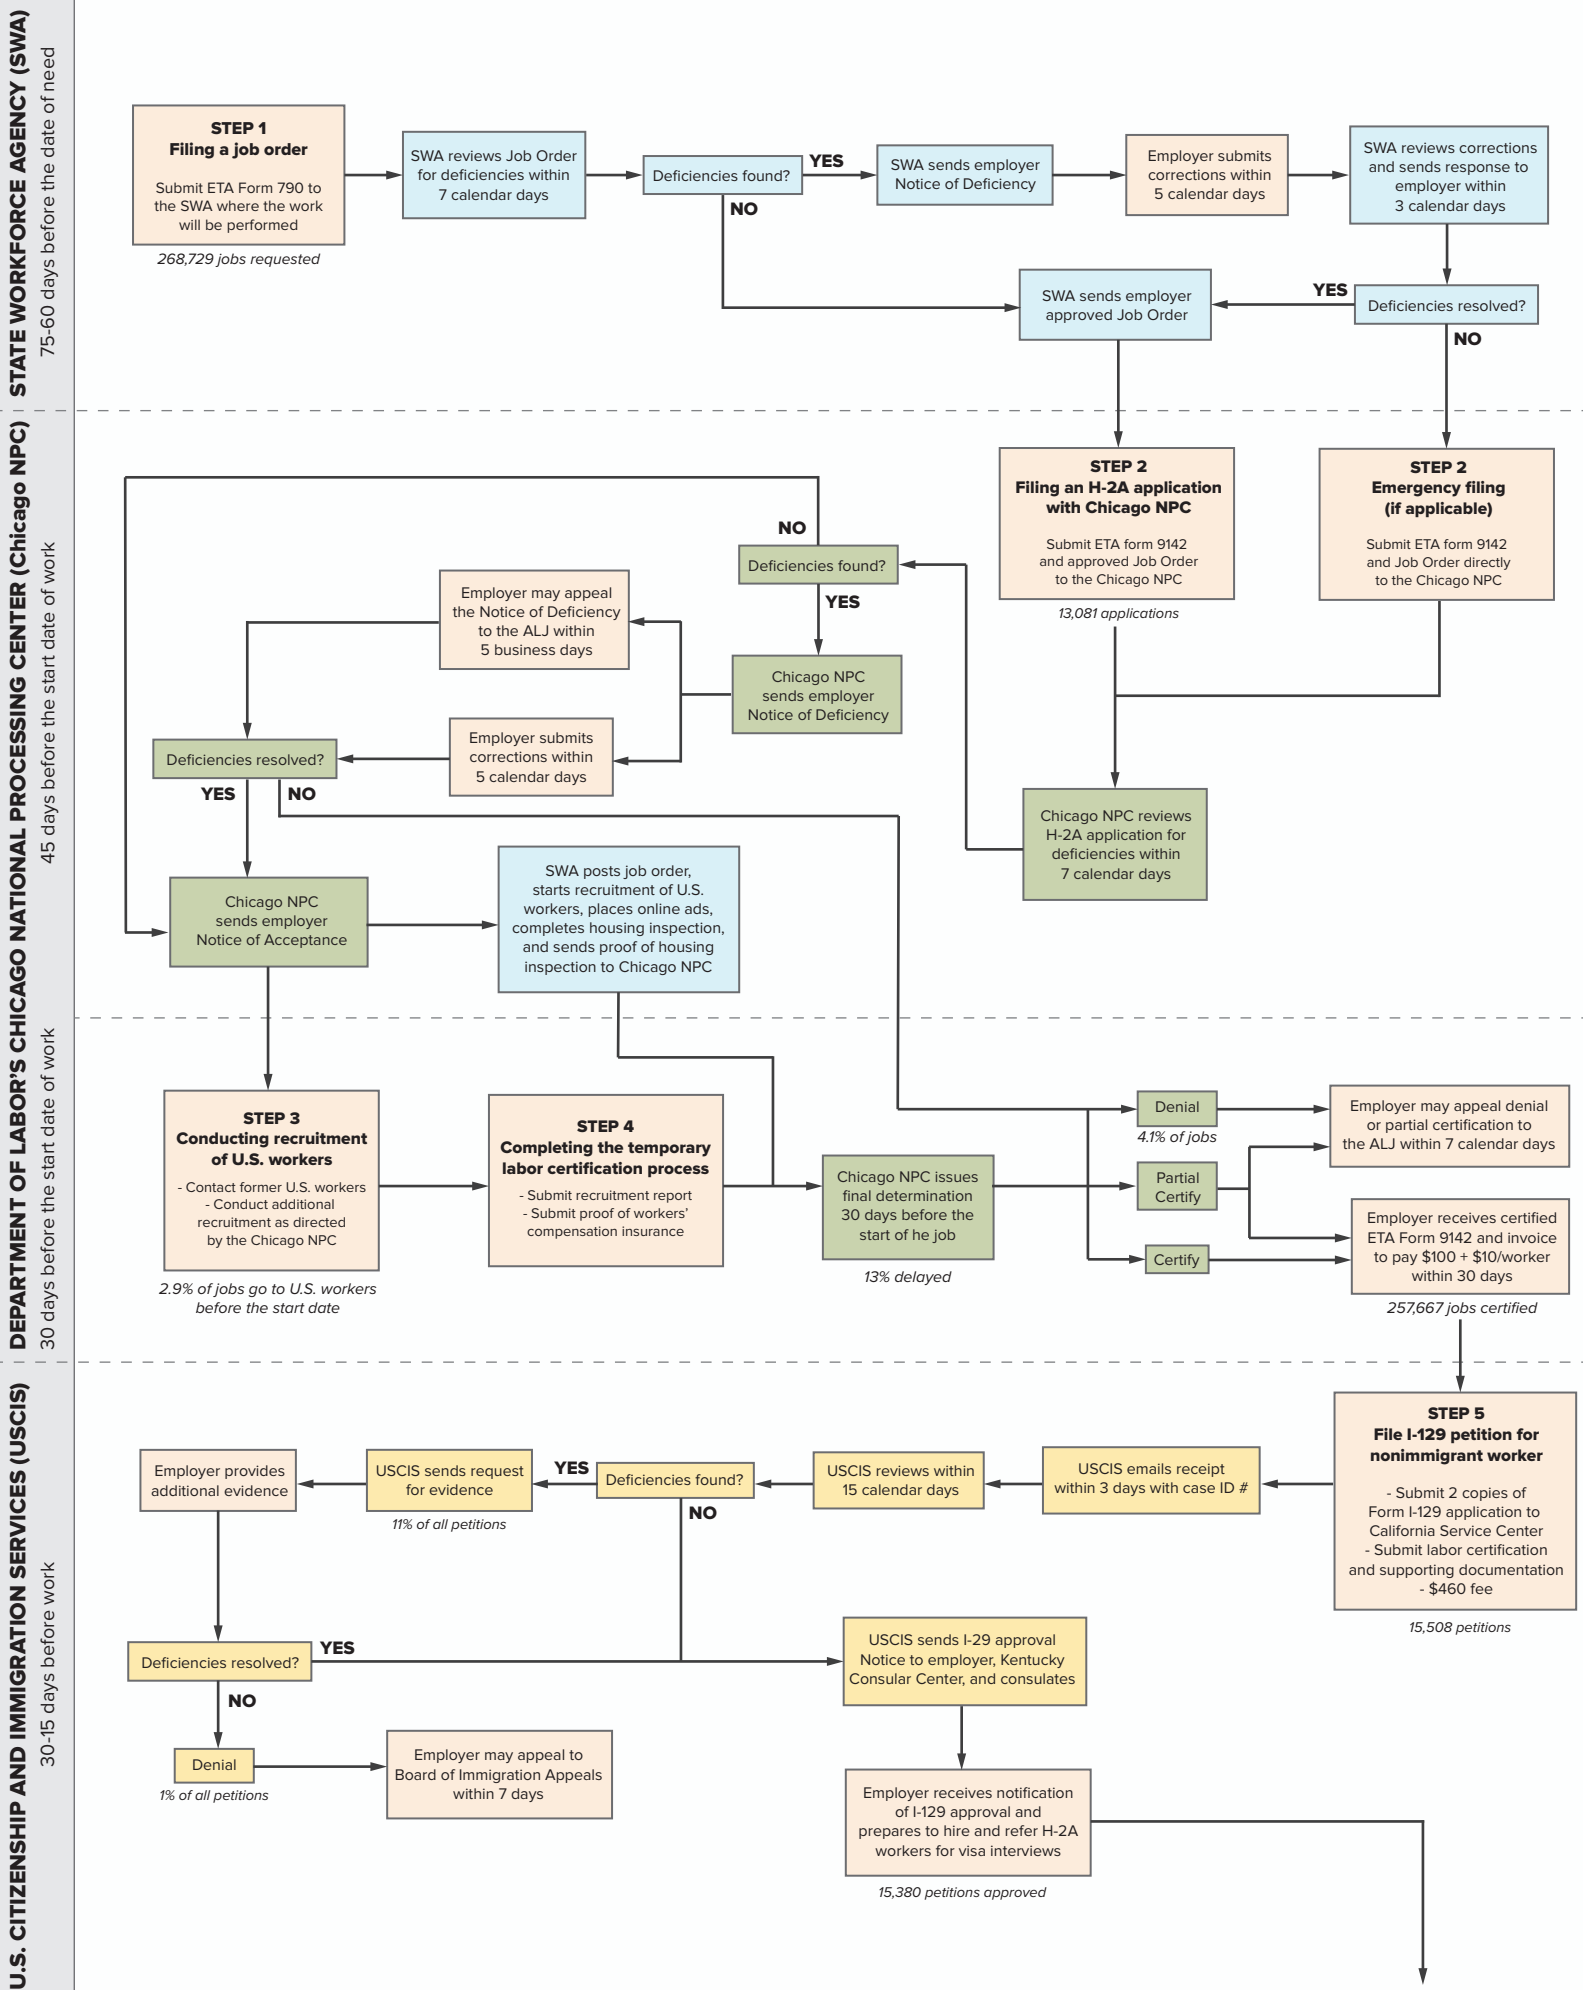 STATE WORKFORCE AGENCY (SWA)
75-60 days before the date of need
STEP 1
Filing a job order
Submit ETA Form 790 to
the SWA where the work
will be performed
268,729 jobs requested
SWA reviews Job Order
for deficiencies within
7 calendar days
Deficiencies found?
YES
NO
SWA sends employer
Notice of Deficiency
Employer submits
corrections within
5 calendar days
SWA reviews corrections
and sends response to
employer within
3 calendar days
Deficiencies resolved?
YES
NO
SWA sends employer
approved Job Order
DEPARTMENT OF LABOR'S CHICAGO NATIONAL PROCESSING CENTER (Chicago NPC)
45 days before the start date of work
STEP 2
Filing an H-2A application
with Chicago NPC
Submit ETA form 9142
and approved Job Order
to the Chicago NPC
13,081 applications
STEP 2
Emergency filing
(if applicable)
Submit ETA form 9142
and Job Order directly
to the Chicago NPC
Chicago NPC reviews
H-2A application for
deficiencies within
7 calendar days
NO
Deficiencies found?
YES
Chicago NPC
sends employer
Notice of Deficiency
Employer may appeal
the Notice of Deficiency
to the ALJ within
5 business days
Employer submits
corrections within
5 calendar days
Deficiencies resolved?
YES
NO
Chicago NPC
sends employer
Notice of Acceptance
SWA posts job order,
starts recruitment of U.S.
workers, places online ads,
completes housing inspection,
and sends proof of housing
inspection to Chicago NPC
30 days before the start date of work
STEP 3
Conducting recruitment
of U.S. workers
- Contact former U.S. workers
- Conduct additional
recruitment as directed
by the Chicago NPC
2.9% of jobs go to U.S. workers
before the start date
STEP 4
Completing the temporary
labor certification process
- Submit recruitment report
- Submit proof of workers'
compensation insurance
Chicago NPC issues
final determination
30 days before the
start of he job
13% delayed
Denial
4.1% of jobs
Partial
Certify
Certify
Employer may appeal denial
or partial certification to
the ALJ within 7 calendar days
Employer receives certified
ETA Form 9142 and invoice
to pay $100 + $10/worker
within 30 days
257,667 jobs certified
U.S. CITIZENSHIP AND IMMIGRATION SERVICES (USCIS)
30-15 days before work
STEP 5
File I-129 petition for
nonimmigrant worker
- Submit 2 copies of
Form I-129 application to
California Service Center
- Submit labor certification
and supporting documentation
- $460 fee
15,508 petitions
USCIS emails receipt
within 3 days with case ID #
USCIS reviews within
15 calendar days
Deficiencies found?
YES
NO
USCIS sends request
for evidence
11% of all petitions
Employer provides
additional evidence
Deficiencies resolved?
YES
NO
Denial
1% of all petitions
Employer may appeal to
Board of Immigration Appeals
within 7 days
USCIS sends I-29 approval
Notice to employer, Kentucky
Consular Center, and consulates
Employer receives notification
of I-129 approval and
prepares to hire and refer H-2A
workers for visa interviews
15,380 petitions approved